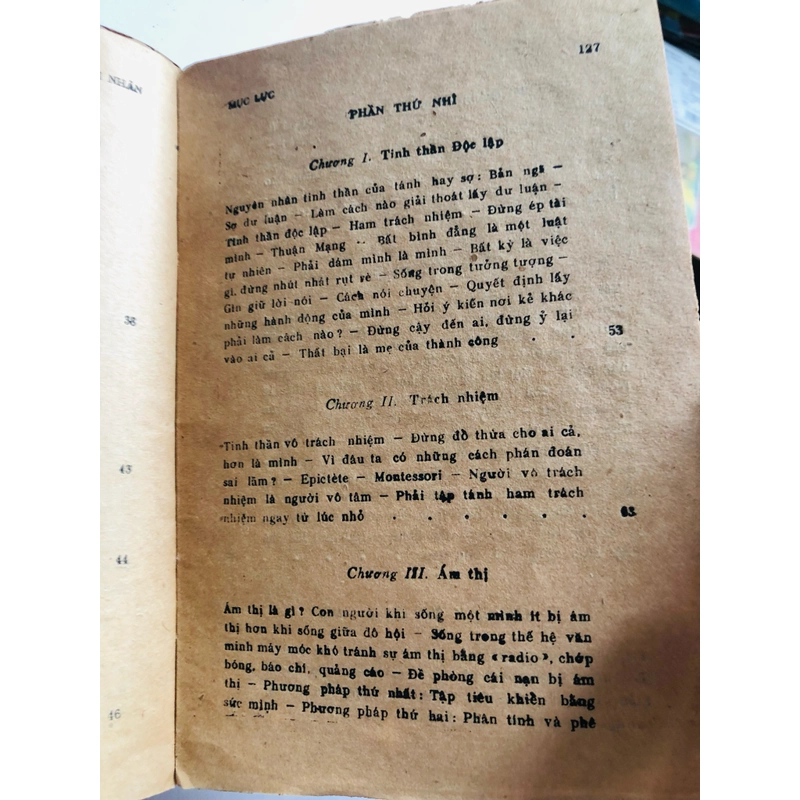 NHÂN
38
43
44
46
MỤC LỤC
127
PHẦN THỨ NHÌ
Chương I. Tinh thần Độc lập
Nguyên nhân tinh thần của tánh hay sợ: Bản ngã —
Sợ dư luận — Làm cách nào giải thoát lấy dư luận —
Tinh thần độc lập — Ham trách nhiệm — Đừng ép tài
mình — Thuận Mạng .. Bất bình đẳng là một luật
tự nhiên — Phải dám mình là mình — Bất kỳ là việc
gì, đừng nhút nhát rụt rè — Sống trong tưởng tượng —
Gìn giữ lời nói — Cách nói chuyện — Quyết định lấy
những hành động của mình — Hỏi ý kiến nơi kẻ khác
phải làm cách nào? — Đừng cậy đến ai, đừng ỷ lại
vào ai cả — Thất bại là mẹ của thành công . . 53
Chương II. Trách nhiệm
Tinh thần vô trách nhiệm — Đừng đồ thừa cho ai cả,
hơn là mình — Vì đâu ta có những cách phán đoán
sai lầm? — Epictète — Montessori — Người vô trách
nhiệm là người vô tâm — Phải tập tánh ham trách
nhiệm ngay từ lúc nhỏ . . . . . . 63
Chương III. Ám thị
Ám thị là gì? Con người khi sống một mình ít bị ám
thị hơn khi sống giữa đô hội — Sống trong thế hệ văn
minh máy móc khó tránh sự ám thị bằng «radio», chớp
bóng, báo chí, quảng cáo — Đề phòng cái nạn bị ám
thị — Phương pháp thứ nhất: Tập tiêu khiển bằng
sức mình — Phương pháp thứ hai: Phân tính và phê